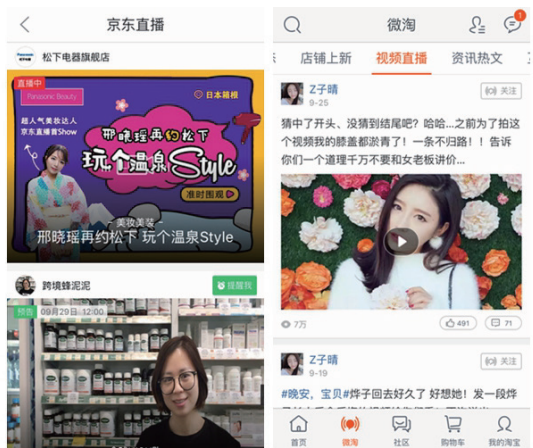 京东直播
松下电器旗舰店
直播中
Panasonic Beauty
日本箱根
超人气美妆达人
京东直播首Show
邢晓瑶再约松下
玩个温泉Style
准时围观
美妆美装
邢晓瑶再约松下 玩个温泉Style
跨境蜂泥泥
提醒我
预告 09月29日 12:00
微淘
1
店铺上新
视频直播
资讯热文
Z子晴
9-25
关注
猜中了开头、没猜到结尾吧?哈哈...之前为了拍这
个视频我的膝盖都淤青了!一条不归路!!告诉
你们一个道理千万不要和女老板讲价...
7万
491
71
Z子晴
9-19
关注
#晚安,宝贝#烨子回去好久了 好想她!发一段烨
首页
微淘
社区
购物车
我的淘宝